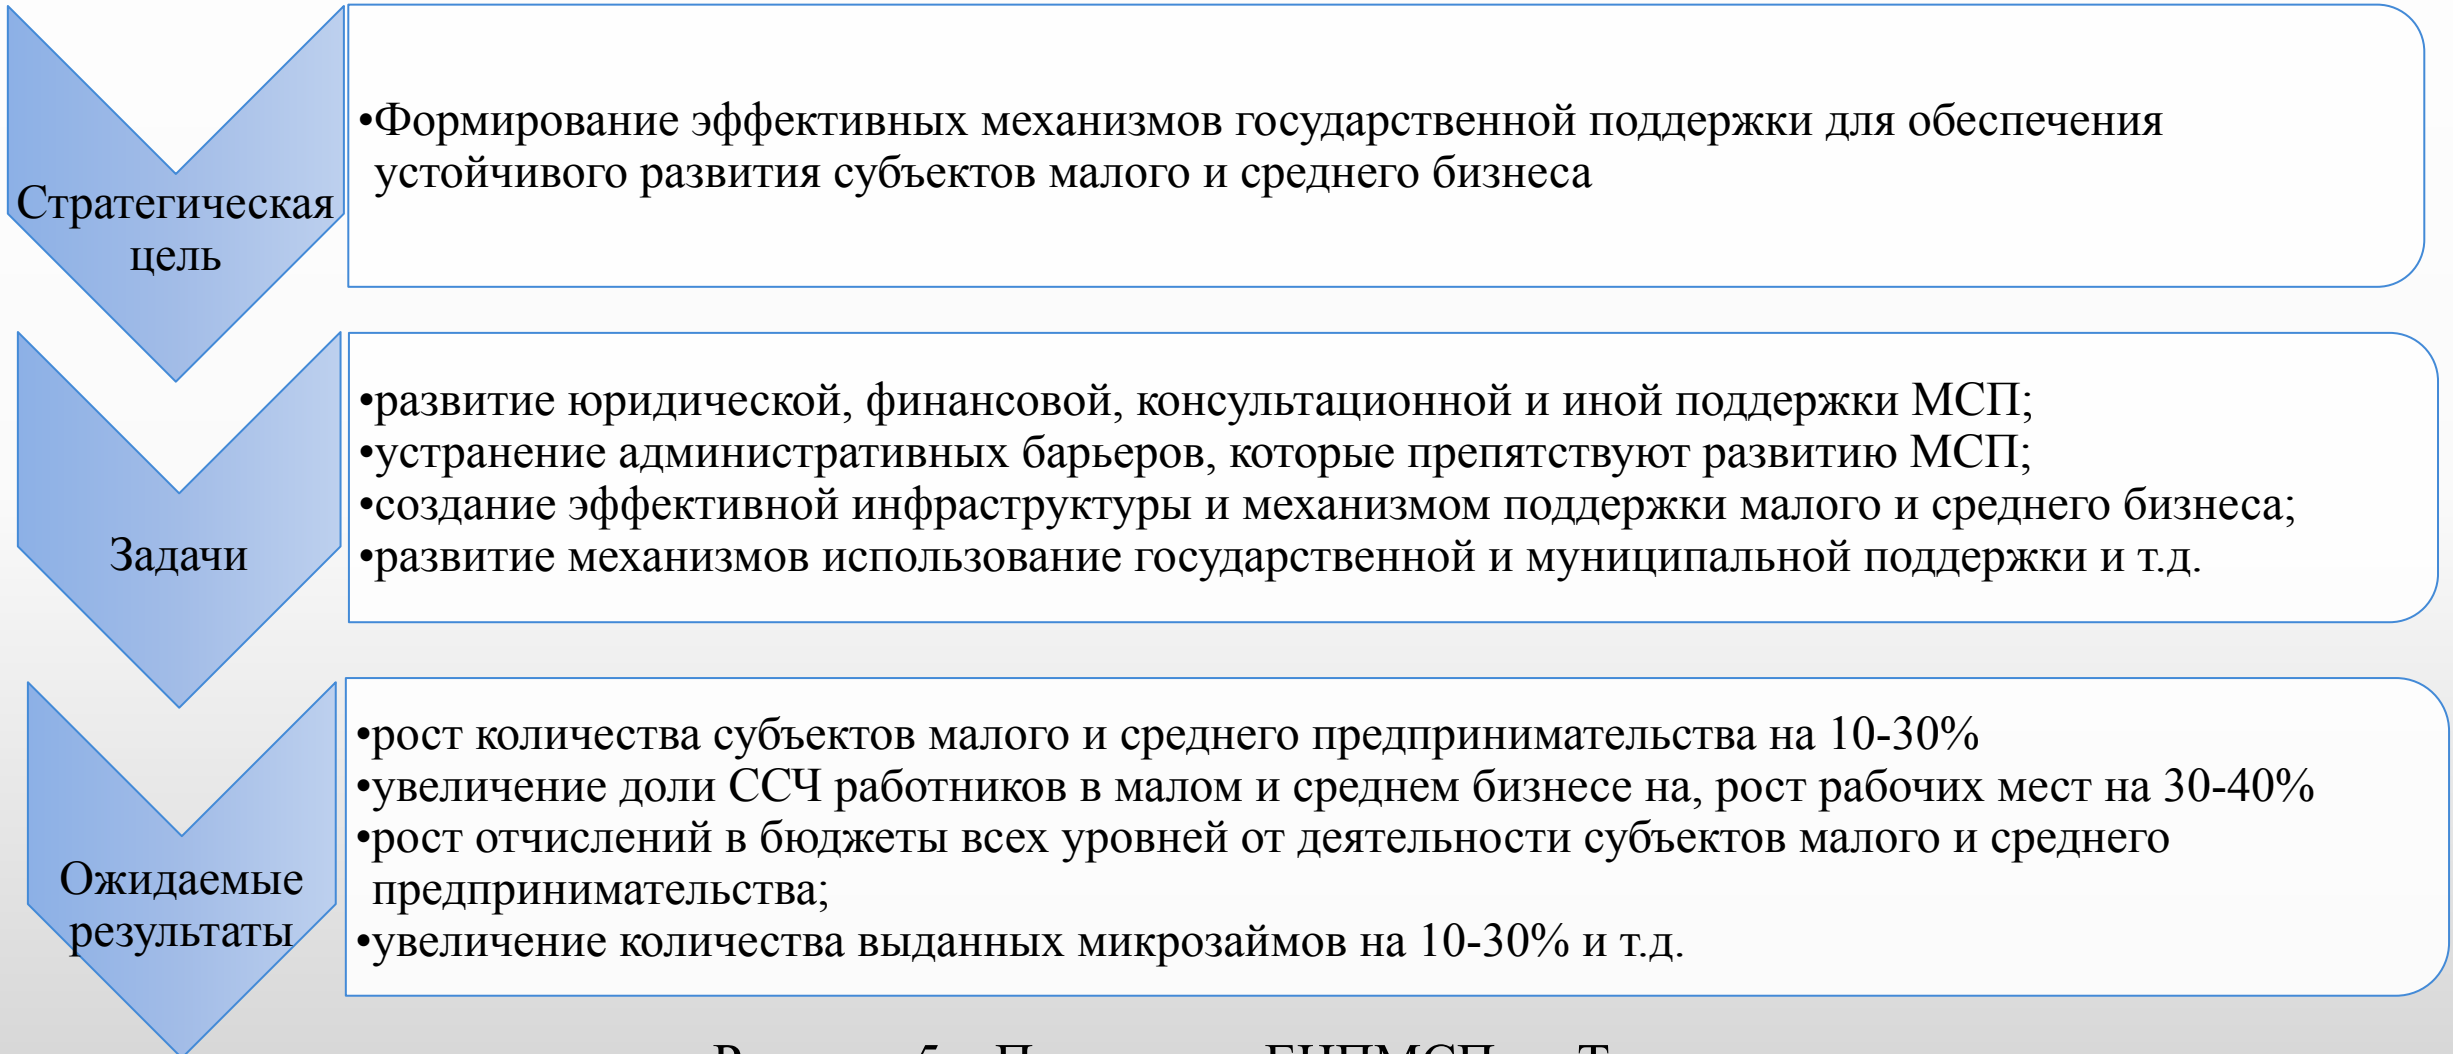 Стратегическая
цель
•Формирование эффективных механизмов государственной поддержки для обеспечения
устойчивого развития субъектов малого и среднего бизнеса
Задачи
•развитие юридической, финансовой, консультационной и иной поддержки МСП;
•устранение административных барьеров, которые препятствуют развитию МСП;
•создание эффективной инфраструктуры и механизмом поддержки малого и среднего бизнеса;
•развитие механизмов использование государственной и муниципальной поддержки и т.д.
Ожидаемые
результаты
•рост количества субъектов малого и среднего предпринимательства на 10-30%
•увеличение доли ССЧ работников в малом и среднем бизнесе на, рост рабочих мест на 30-40%
•рост отчислений в бюджеты всех уровней от деятельности субъектов малого и среднего
предпринимательства;
•увеличение количества выданных микрозаймов на 10-30% и т.д.